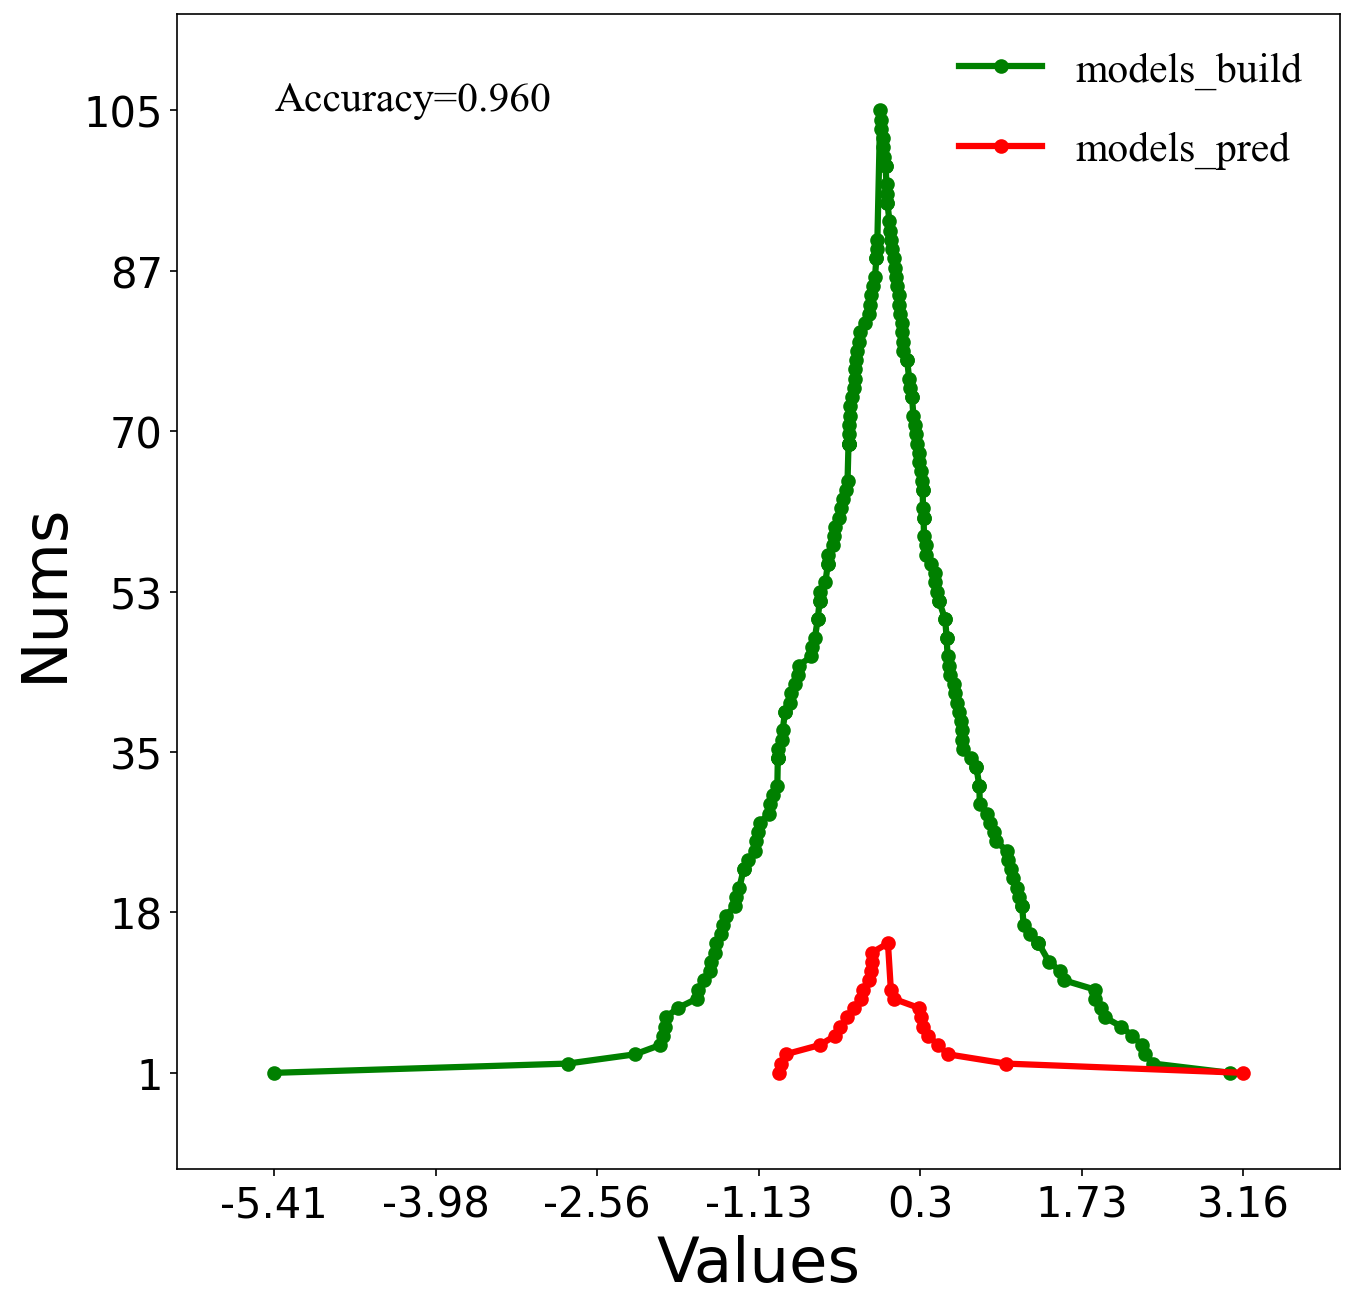 Accuracy=0.960
models_build
models_pred
105
87
70
53
35
18
1
Nums
-5.41 -3.98 -2.56 -1.13 0.3 1.73 3.16
Values